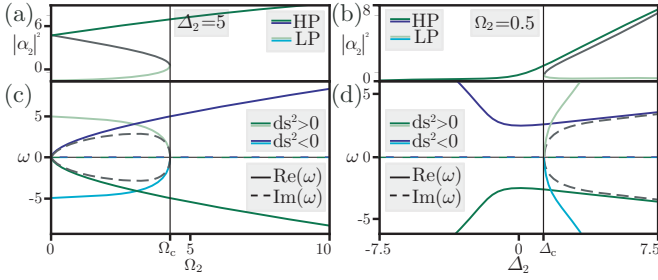 (a)
Δ₂=5
HP
LP
|α₂|²
6
0
(b)
Ω₂=0.5
HP
LP
|α₂|²
8
0
(c)
ds²>0
ds²<0
Re(ω)
Im(ω)
ω
5
0
-5
0
Ω_c
5
10
Ω₂
(d)
ds²>0
ds²<0
Re(ω)
Im(ω)
ω
5
0
-5
-7.5
0
Δ_c
7.5
Δ₂